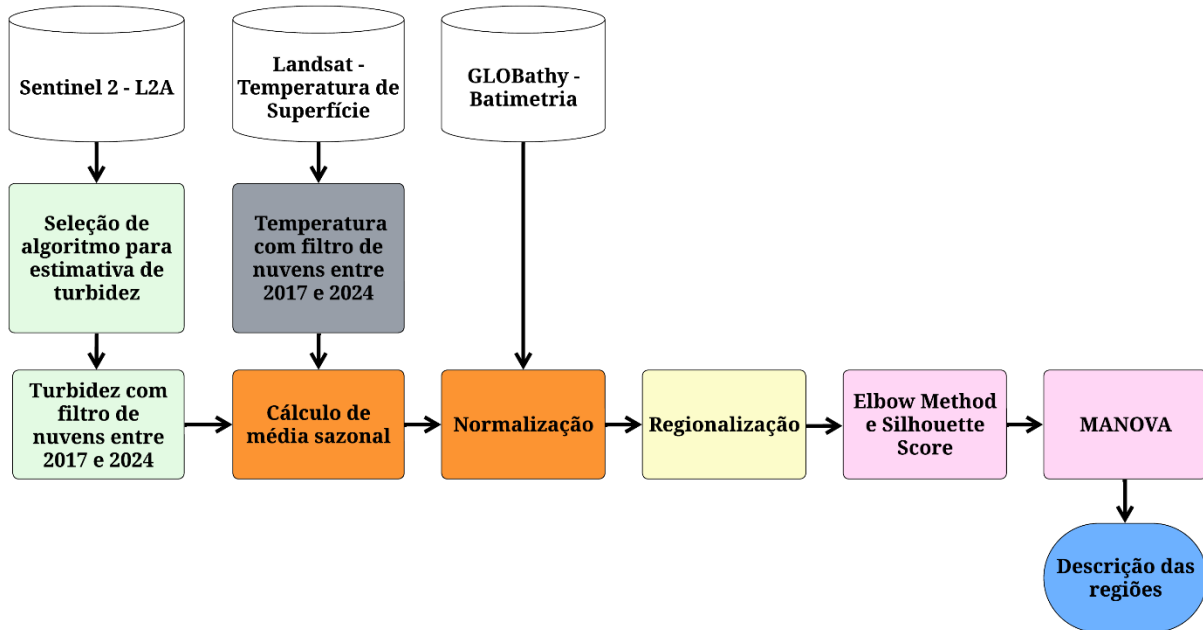 Sentinel 2 - L2A
Landsat -
Temperatura de
Superfície
GLOBathy -
Batimetria
Seleção de
algoritmo para
estimativa de
turbidez
Temperatura
com filtro de
nuvens entre
2017 e 2024
Turbidez com
filtro de
nuvens entre
2017 e 2024
Cálculo de
média sazonal
Normalização
Regionalização
Elbow Method
e Silhouette
Score
MANOVA
Descrição das
regiões